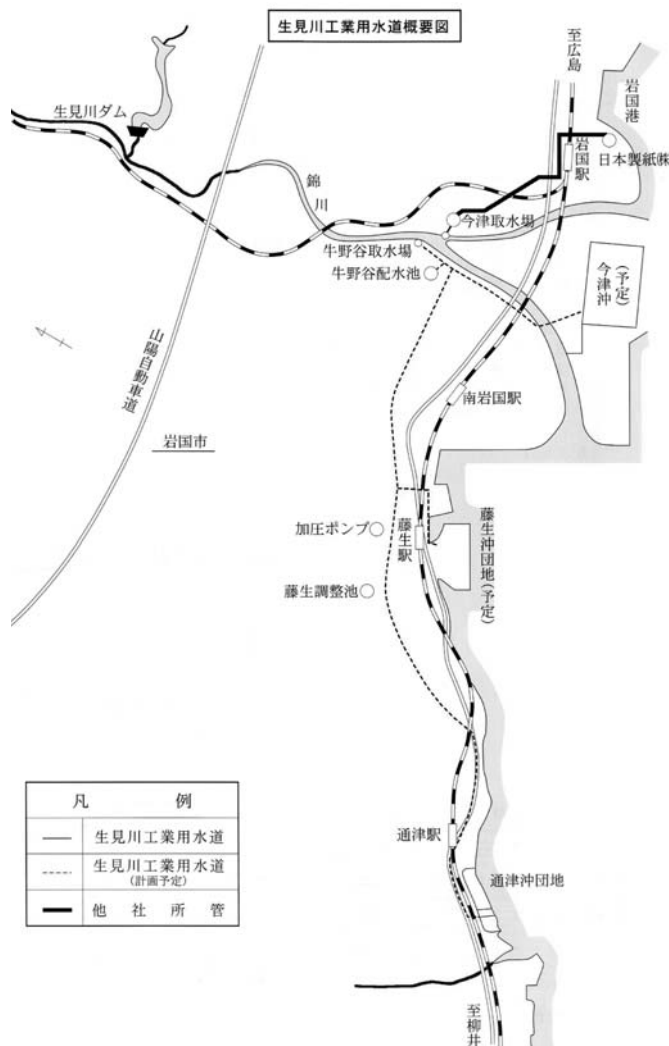 生見川工業用水道概要図
至広島
岩国港
生見川ダム
岩国駅
日本製紙㈱
錦川
今津取水場
牛野谷取水場
牛野谷配水池
今津沖
(予定)
山陽自動車道
南岩国駅
岩国市
加圧ポンプ
藤生駅
藤生沖団地(予定)
藤生調整池
凡例
生見川工業用水道
生見川工業用水道
(計画予定)
他社所管
通津駅
通津沖団地
至柳井